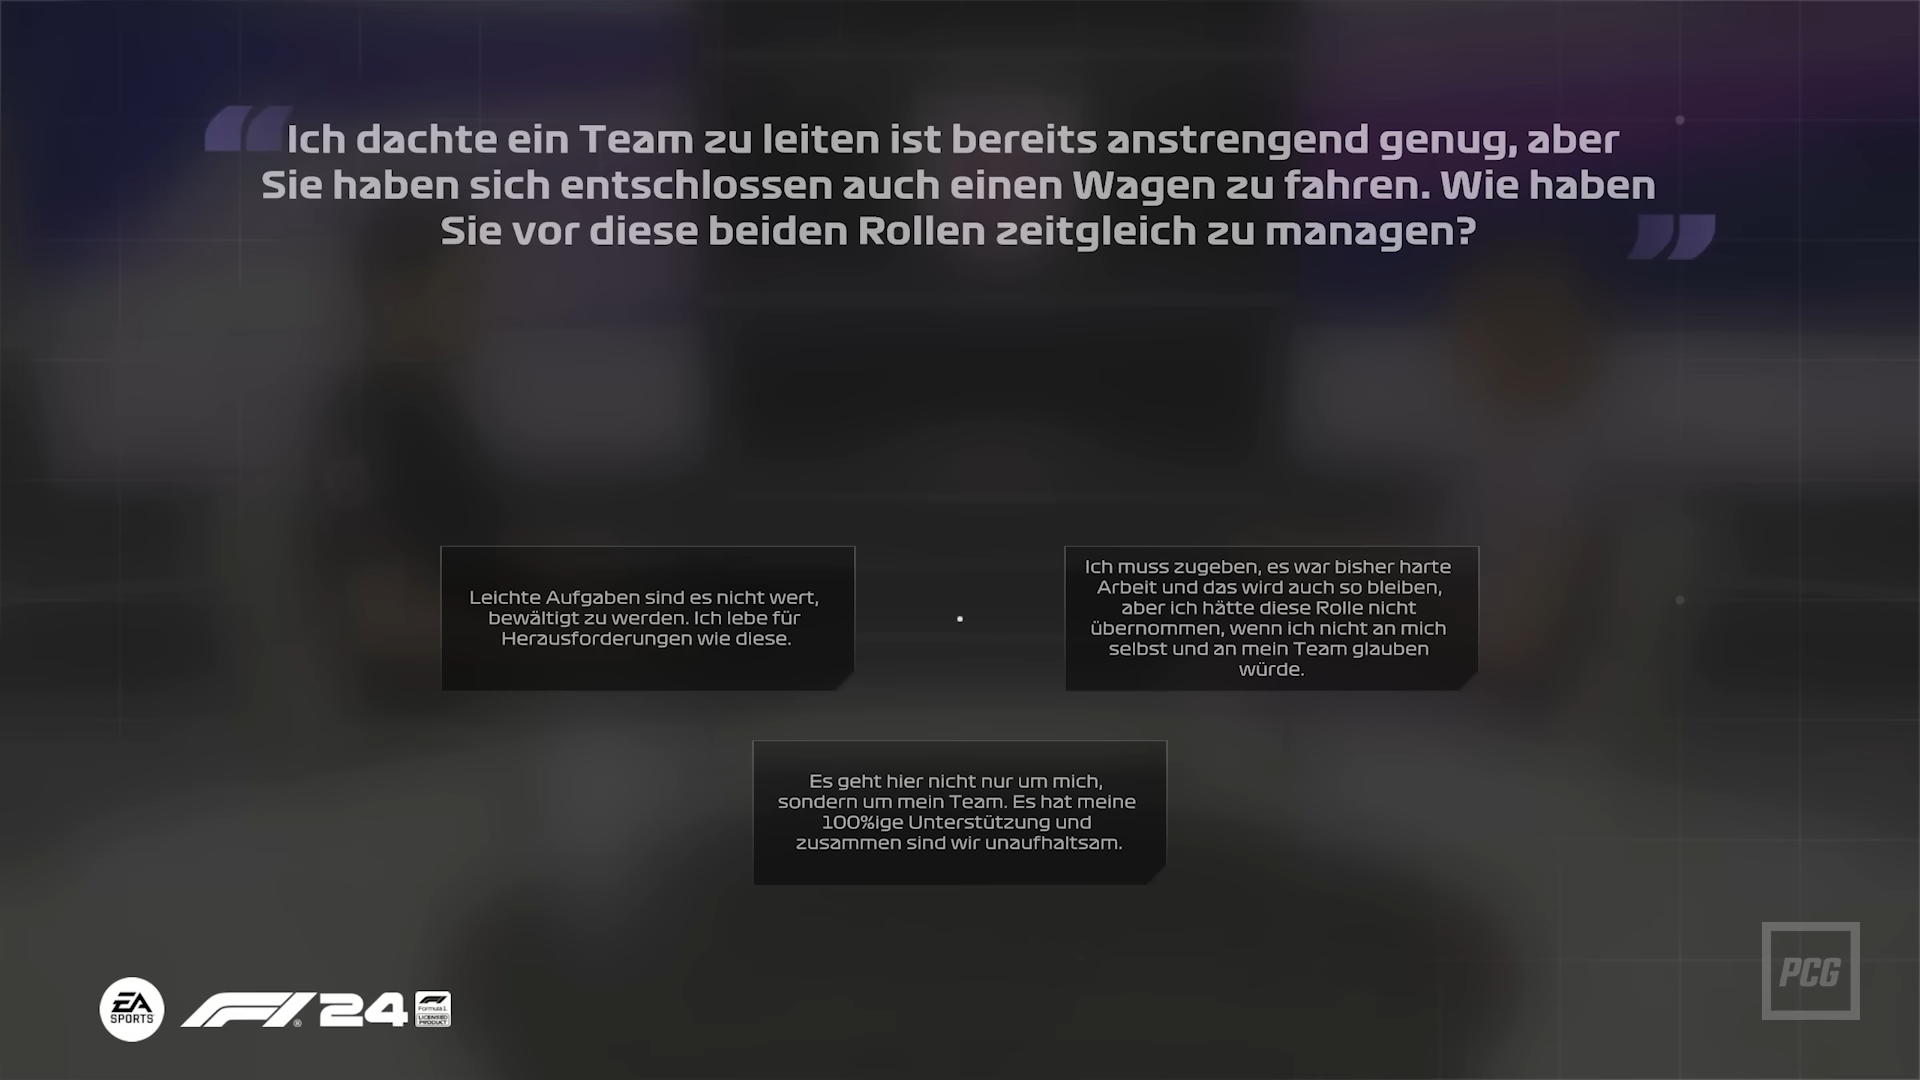 Ich dachte ein Team zu leiten ist bereits anstrengend genug, aber
Sie haben sich entschlossen auch einen Wagen zu fahren. Wie haben
Sie vor diese beiden Rollen zeitgleich zu managen?
Leichte Aufgaben sind es nicht wert,
bewältigt zu werden. Ich lebe für
Herausforderungen wie diese.
Ich muss zugeben, es war bisher harte
Arbeit und das wird auch so bleiben,
aber ich hätte diese Rolle nicht
übernommen, wenn ich nicht an mich
selbst und an mein Team glauben
würde.
Es geht hier nicht nur um mich,
sondern um mein Team. Es hat meine
100%ige Unterstützung und
zusammen sind wir unaufhaltsam.
PCG
EA
SPORTS
F1® 24
F1
Formula 1
LICENSED
PRODUCT